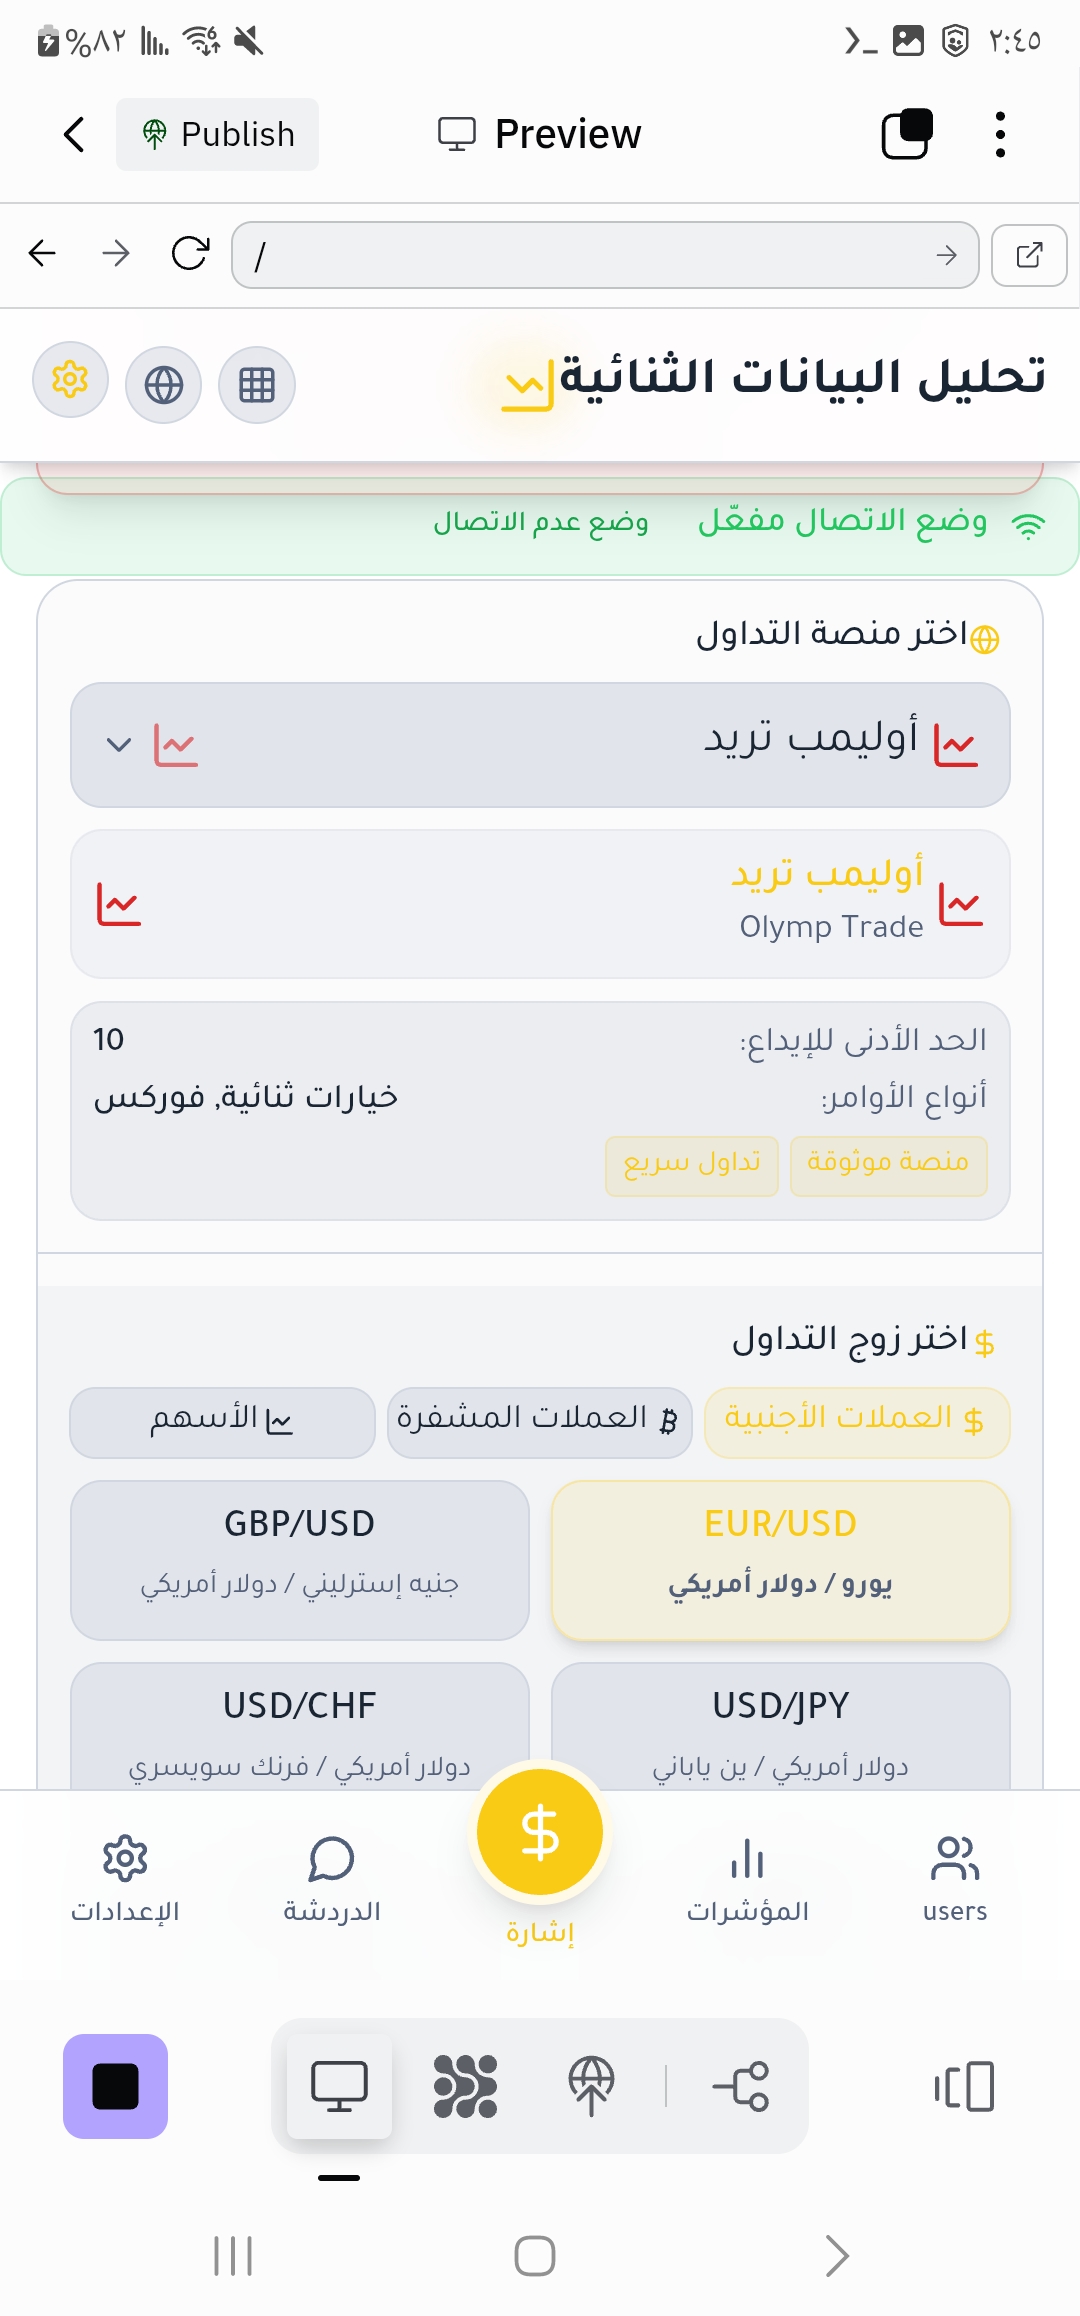 %٨٢
6
٢:٤٥
Publish
Preview
/
تحليل البيانات الثنائية
وضع الاتصال مفعّل
وضع عدم الاتصال
اختر منصة التداول
أوليمب تريد
أوليمب تريد
Olymp Trade
الحد الأدنى للإيداع:
10
أنواع الأوامر:
خيارات ثنائية, فوركس
منصة موثوقة
تداول سريع
اختر زوج التداول
العملات الأجنبية
العملات المشفرة
الأسهم
EUR/USD
يورو / دولار أمريكي
GBP/USD
جنيه إسترليني / دولار أمريكي
USD/JPY
دولار أمريكي / ين ياباني
USD/CHF
دولار أمريكي / فرنك سويسري
users
المؤشرات
إشارة
الدردشة
الإعدادات